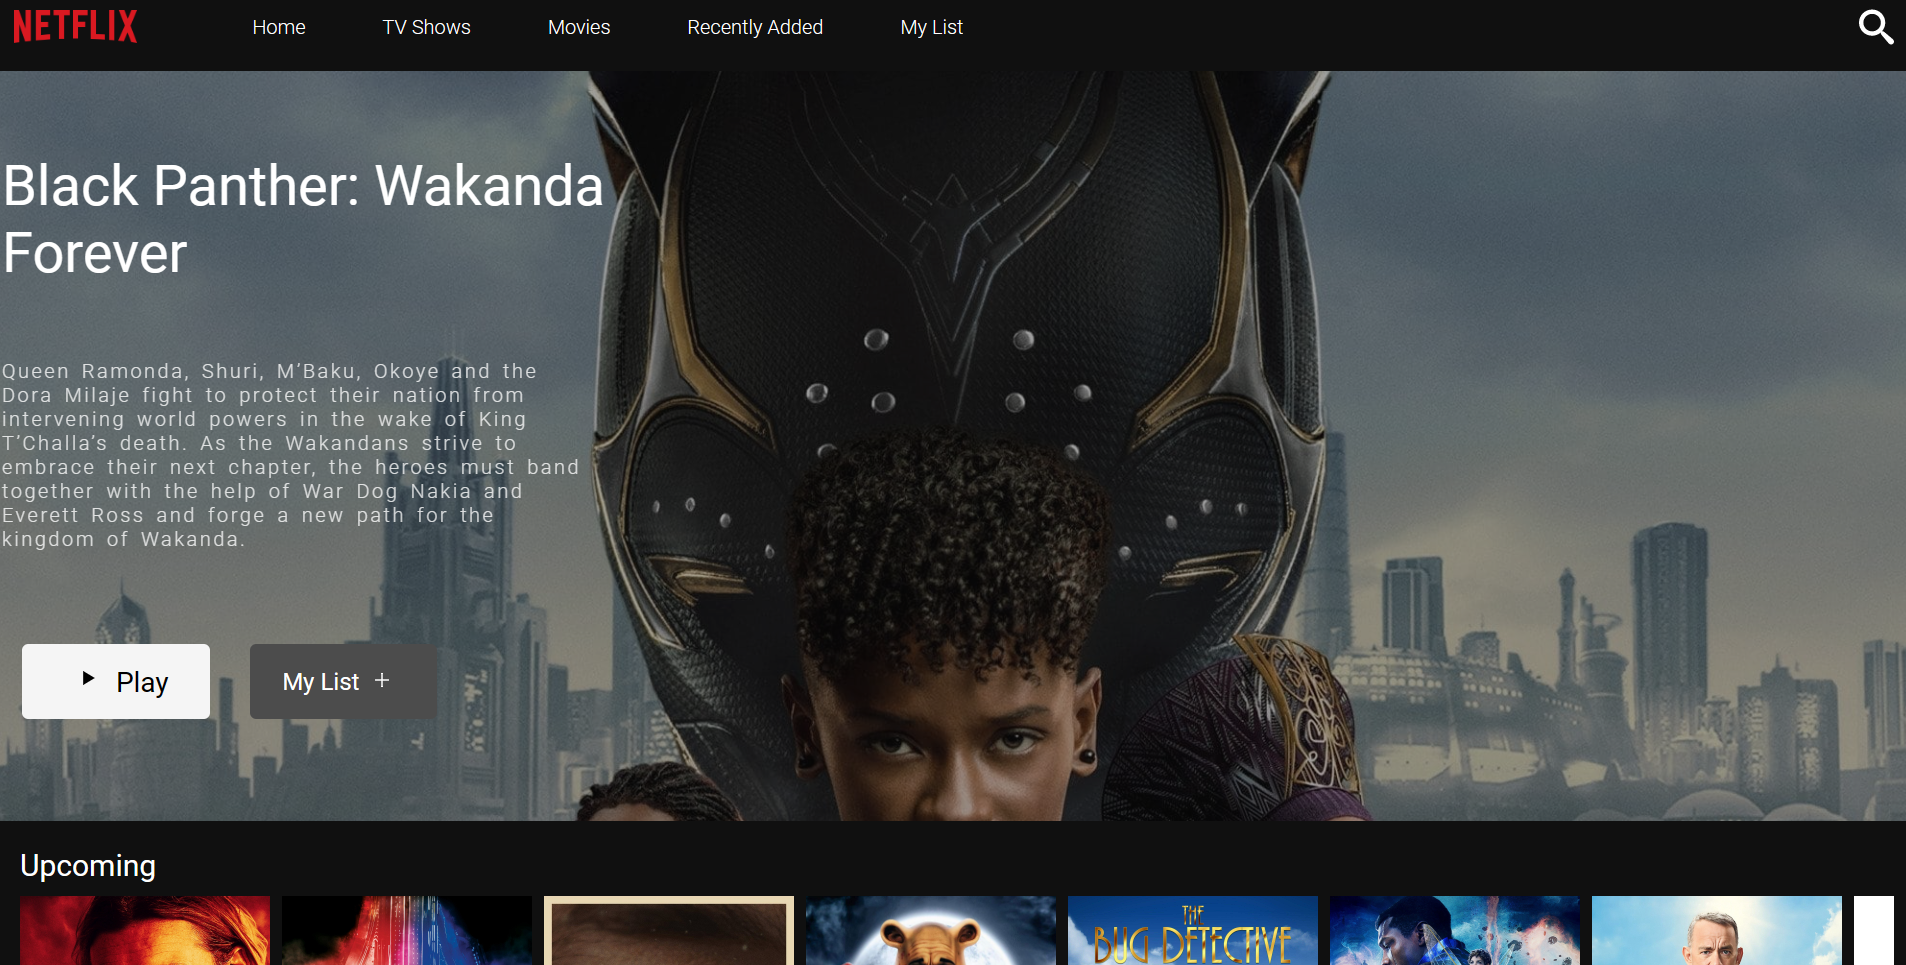 NETFLIX
Home
TV Shows
Movies
Recently Added
My List
Black Panther: Wakanda
Forever
Queen Ramonda, Shuri, M’Baku, Okoye and the
Dora Milaje fight to protect their nation from
intervening world powers in the wake of King
T’Challa’s death. As the Wakandans strive to
embrace their next chapter, the heroes must band
together with the help of War Dog Nakia and
Everett Ross and forge a new path for the
kingdom of Wakanda.
Play
My List +
Upcoming
THE
BUG DETECTIVE